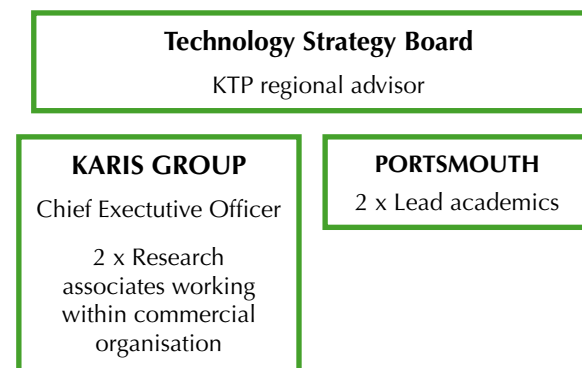 Technology Strategy Board
KTP regional advisor
KARIS GROUP
Chief Exectutive Officer
2 x Research
associates working
within commercial
organisation
PORTSMOUTH
2 x Lead academics